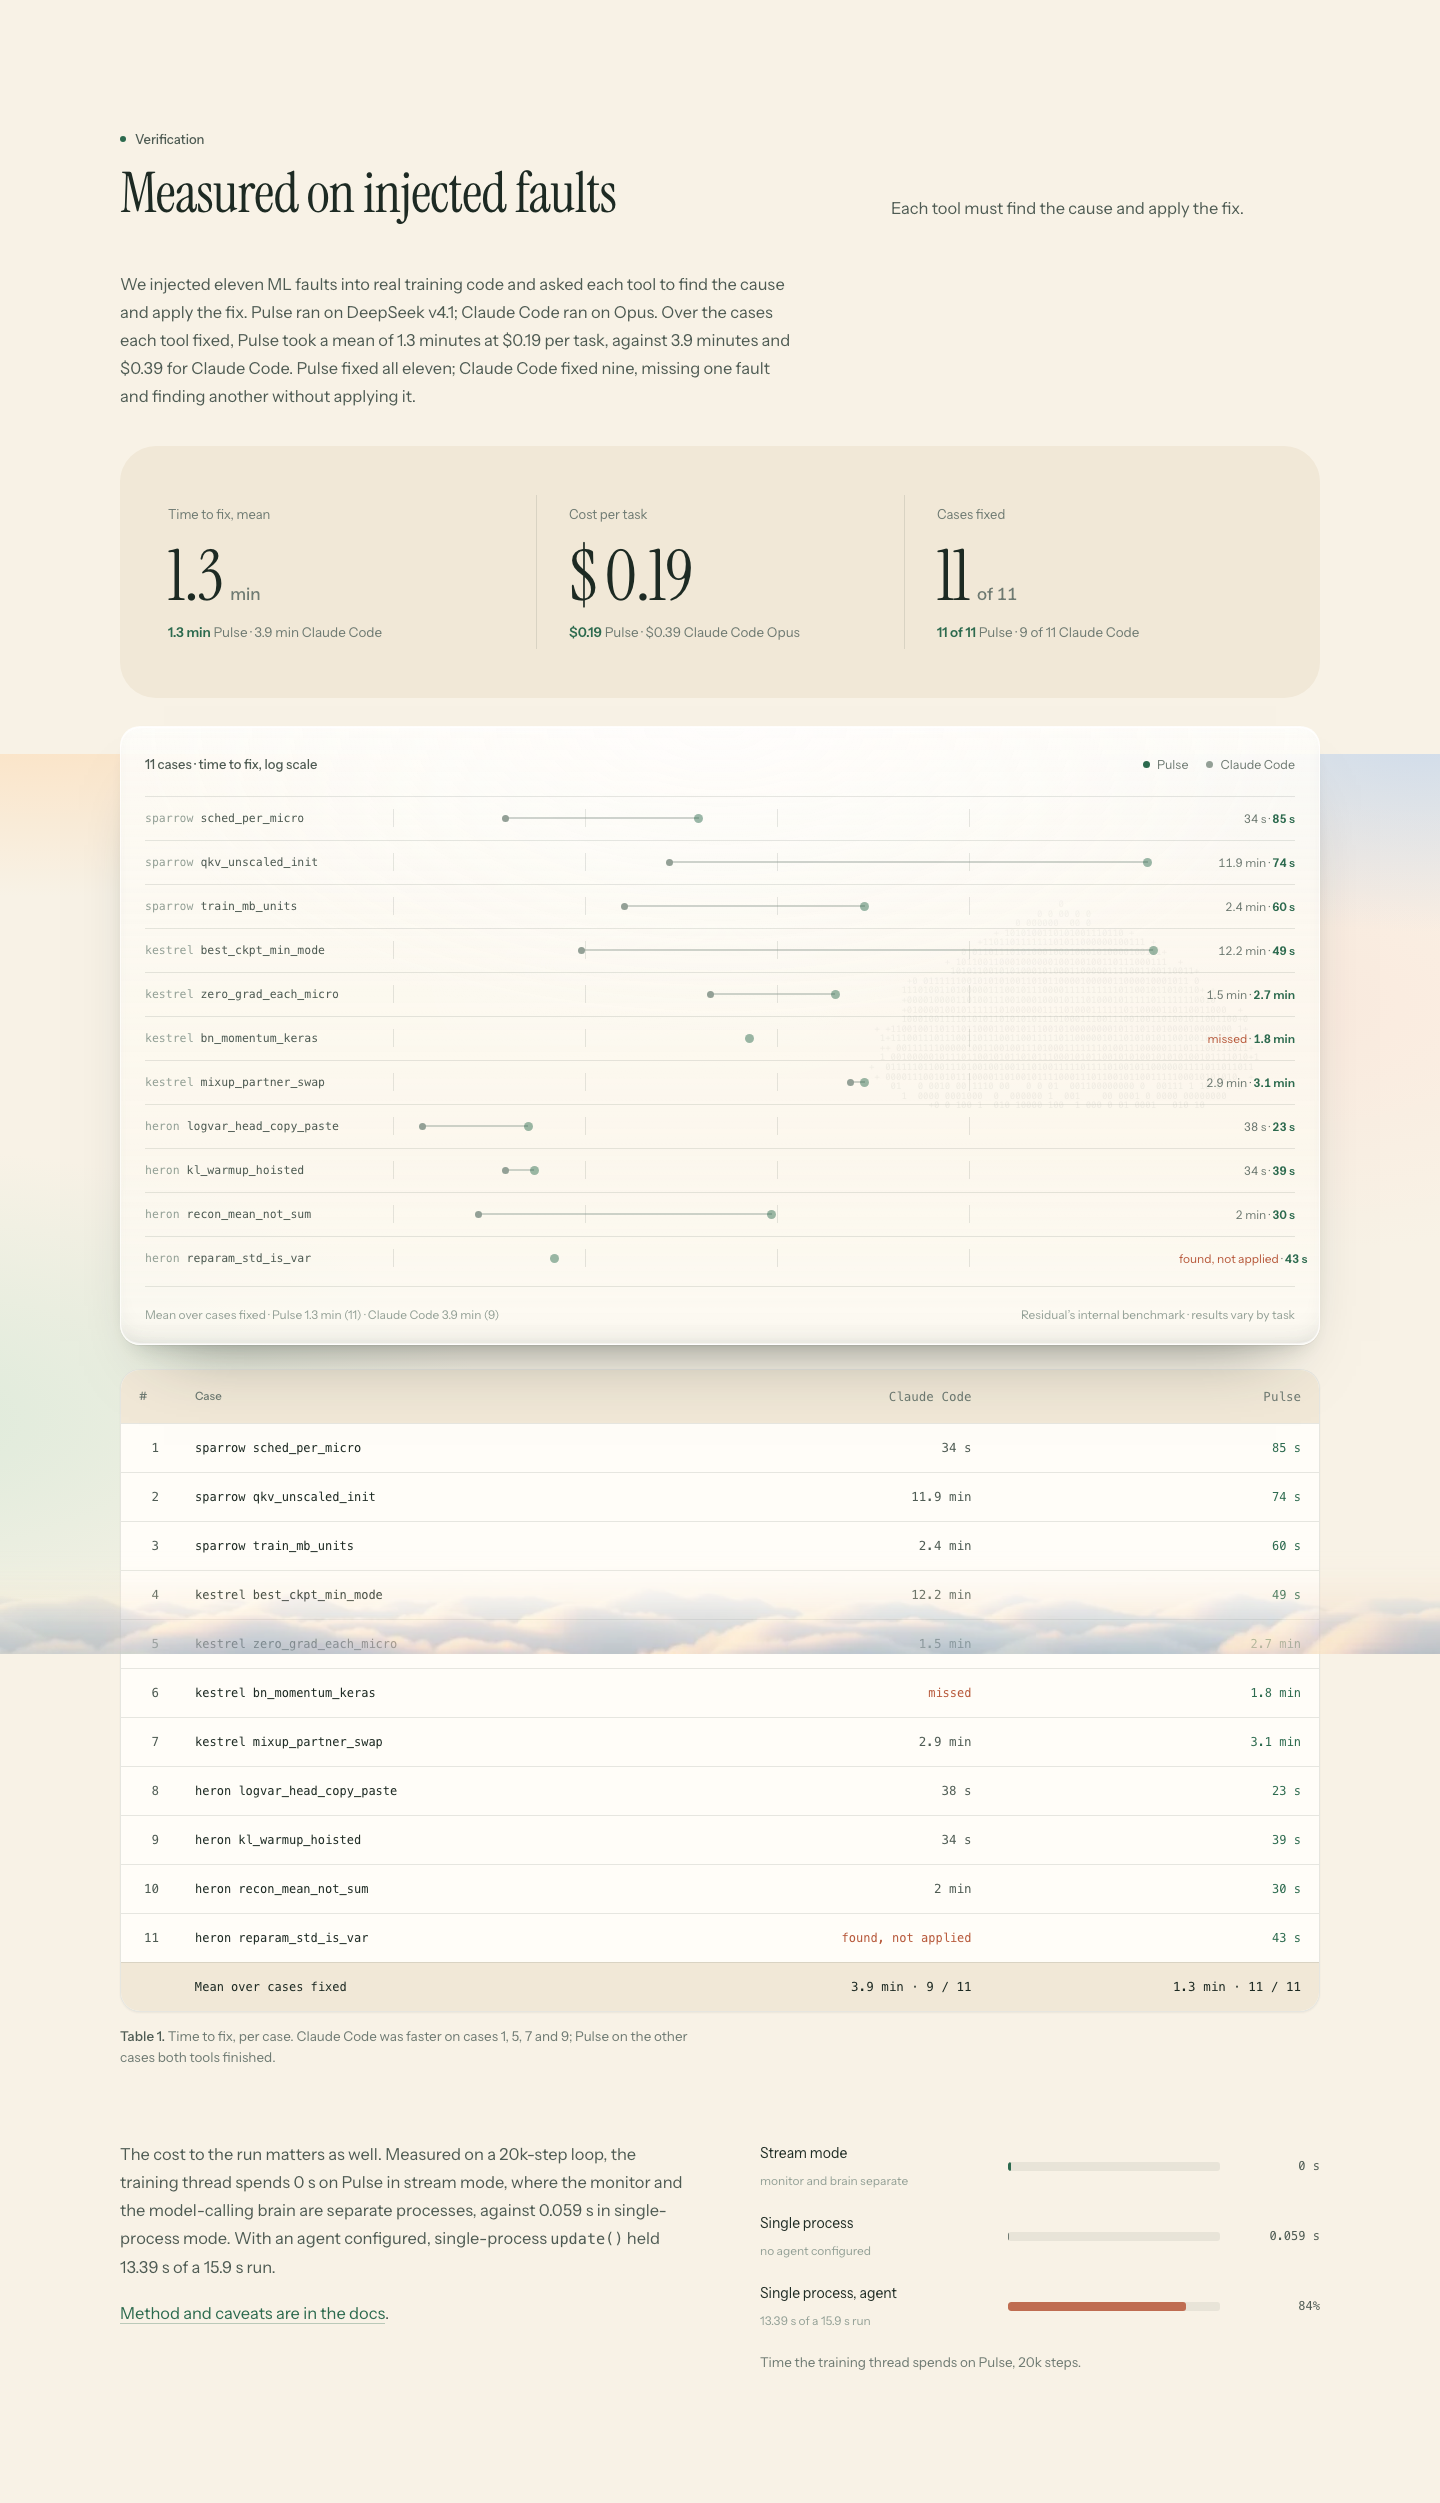 Verification
Measured on injected faults
Each tool must find the cause and apply the fix.
We injected eleven ML faults into real training code and asked each tool to find the cause
and apply the fix. Pulse ran on DeepSeek v4.1; Claude Code ran on Opus. Over the cases
each tool fixed, Pulse took a mean of 1.3 minutes at $0.19 per task, against 3.9 minutes and
$0.39 for Claude Code. Pulse fixed all eleven; Claude Code fixed nine, missing one fault
and finding another without applying it.
Time to fix, mean
1.3 min
1.3 min Pulse · 3.9 min Claude Code
Cost per task
$0.19
$0.19 Pulse · $0.39 Claude Code Opus
Cases fixed
11 of 11
11 of 11 Pulse · 9 of 11 Claude Code
11 cases · time to fix, log scale
Pulse Claude Code
sparrow sched_per_micro 34 s · 85 s
sparrow qkv_unscaled_init 11.9 min · 74 s
sparrow train_mb_units 2.4 min · 60 s
kestrel best_ckpt_min_mode 12.2 min · 49 s
kestrel zero_grad_each_micro 1.5 min · 2.7 min
kestrel bn_momentum_keras missed · 1.8 min
kestrel mixup_partner_swap 2.9 min · 3.1 min
heron logvar_head_copy_paste 38 s · 23 s
heron kl_warmup_hoisted 34 s · 39 s
heron recon_mean_not_sum 2 min · 30 s
heron reparam_std_is_var found, not applied · 43 s
Mean over cases fixed · Pulse 1.3 min (11) · Claude Code 3.9 min (9)
Residual's internal benchmark · results vary by task
# Case Claude Code Pulse
1 sparrow sched_per_micro 34 s 85 s
2 sparrow qkv_unscaled_init 11.9 min 74 s
3 sparrow train_mb_units 2.4 min 60 s
4 kestrel best_ckpt_min_mode 12.2 min 49 s
5 kestrel zero_grad_each_micro 1.5 min 2.7 min
6 kestrel bn_momentum_keras missed 1.8 min
7 kestrel mixup_partner_swap 2.9 min 3.1 min
8 heron logvar_head_copy_paste 38 s 23 s
9 heron kl_warmup_hoisted 34 s 39 s
10 heron recon_mean_not_sum 2 min 30 s
11 heron reparam_std_is_var found, not applied 43 s
Mean over cases fixed 3.9 min · 9 / 11 1.3 min · 11 / 11
Table 1. Time to fix, per case. Claude Code was faster on cases 1, 5, 7 and 9; Pulse on the other
cases both tools finished.
The cost to the run matters as well. Measured on a 20k-step loop, the
training thread spends 0 s on Pulse in stream mode, where the monitor and
the model-calling brain are separate processes, against 0.059 s in single-
process mode. With an agent configured, single-process update() held
13.39 s of a 15.9 s run.
Method and caveats are in the docs.
Stream mode
monitor and brain separate
0 s
Single process
no agent configured
0.059 s
Single process, agent
13.39 s of a 15.9 s run
84%
Time the training thread spends on Pulse, 20k steps.